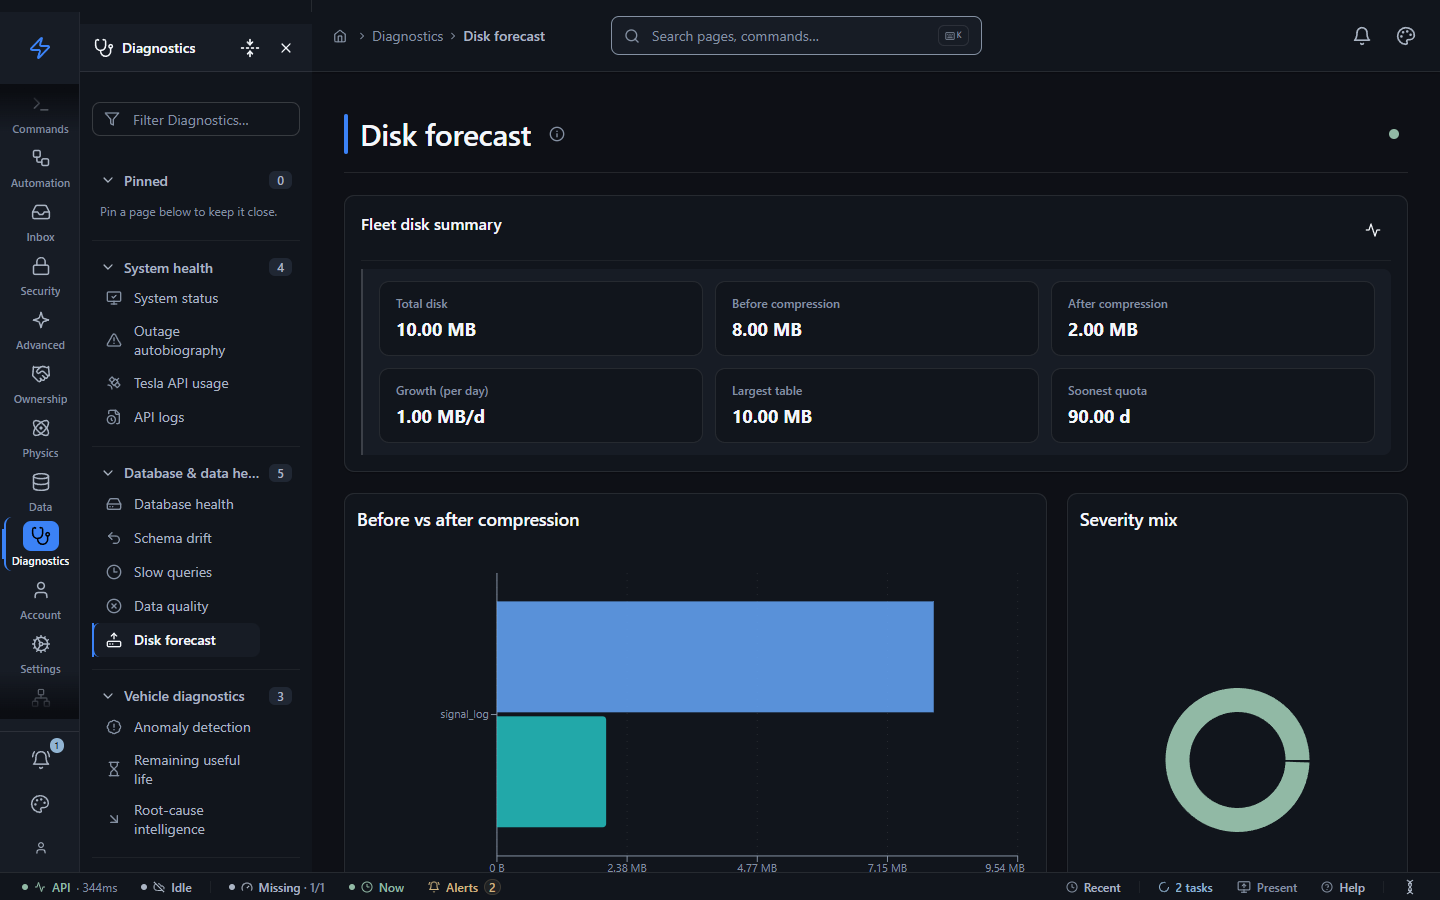 Diagnostics
Diagnostics
Disk forecast
Search pages, commands...
K
Commands
Automation
Inbox
Security
Advanced
Ownership
Physics
Data
Diagnostics
Account
Settings
1
Filter Diagnostics...
Pinned
0
Pin a page below to keep it close.
System health
4
System status
Outage
autobiography
Tesla API usage
API logs
Database & data he...
5
Database health
Schema drift
Slow queries
Data quality
Disk forecast
Vehicle diagnostics
3
Anomaly detection
Remaining useful
life
Root-cause
intelligence
Disk forecast
Fleet disk summary
Total disk
10.00 MB
Before compression
8.00 MB
After compression
2.00 MB
Growth (per day)
1.00 MB/d
Largest table
10.00 MB
Soonest quota
90.00 d
Before vs after compression
signal_log
0 B
2.38 MB
4.77 MB
7.15 MB
9.54 MB
Severity mix
API · 344ms
Idle
Missing · 1/1
Now
Alerts 2
Recent
2 tasks
Present
Help